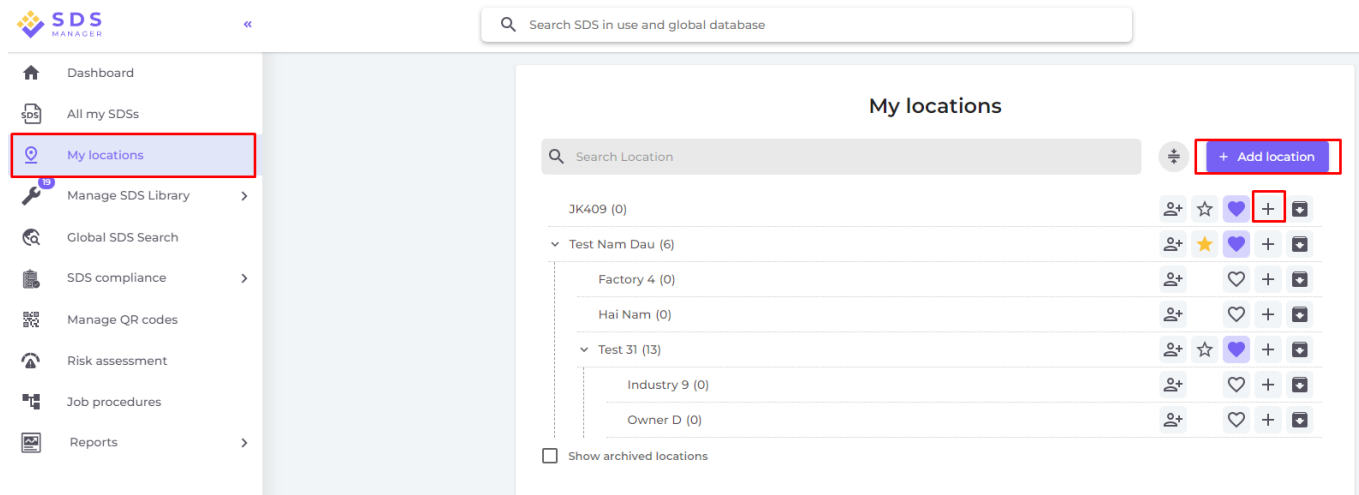 SDS
MANAGER
«
Search SDS in use and global database
Dashboard
SDS
All my SDSs
My locations
19
Manage SDS Library
Global SDS Search
SDS compliance
Manage QR codes
Risk assessment
Job procedures
Reports
My locations
Search Location
+ Add location
JK409 (0)
Test Nam Dau (6)
Factory 4 (0)
Hai Nam (0)
Test 31 (13)
Industry 9 (0)
Owner D (0)
Show archived locations